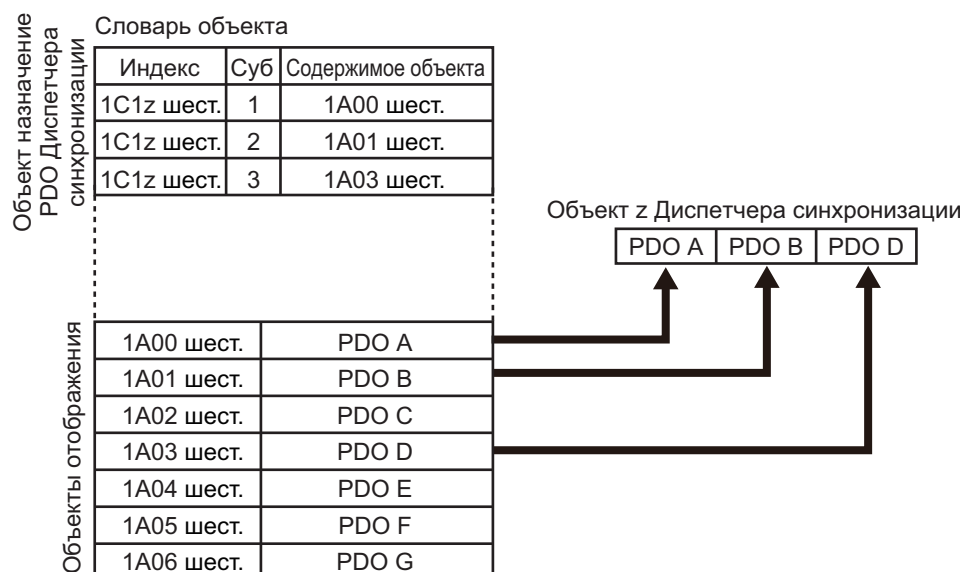 Объект назначение
PDO Диспетчера
синхронизации
Словарь объекта
Индекс Суб Содержимое объекта
1C1z шест. 1 1A00 шест.
1C1z шест. 2 1A01 шест.
1C1z шест. 3 1A03 шест.
Объект z Диспетчера синхронизации
PDO A PDO B PDO D
Объекты отображения
1A00 шест. PDO A
1A01 шест. PDO B
1A02 шест. PDO C
1A03 шест. PDO D
1A04 шест. PDO E
1A05 шест. PDO F
1A06 шест. PDO G